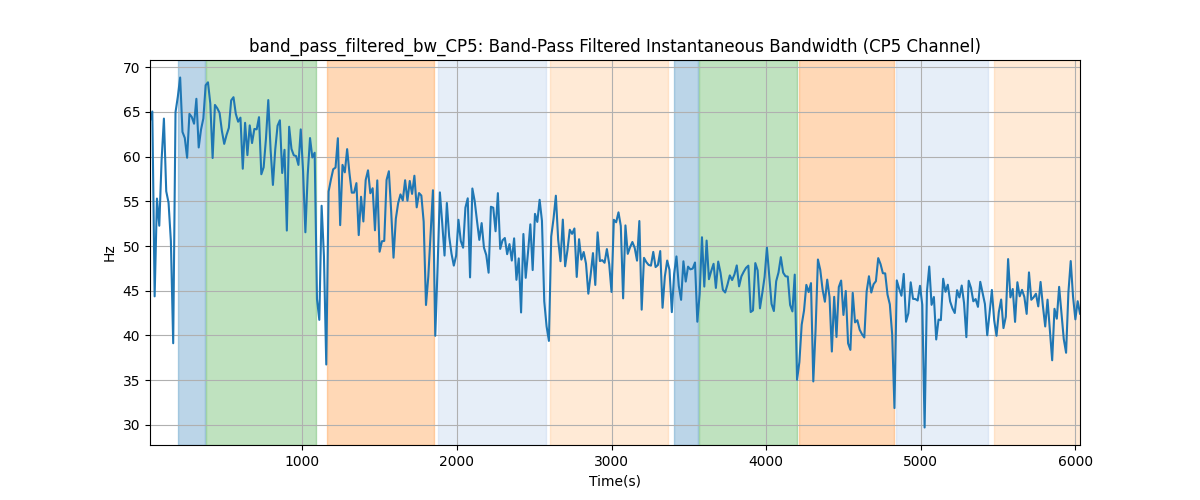 band_pass_filtered_bw_CP5: Band-Pass Filtered Instantaneous Bandwidth (CP5 Channel)
70
65
60
55
50
45
40
35
30
Hz
1000 2000 3000 4000 5000 6000
Time(s)